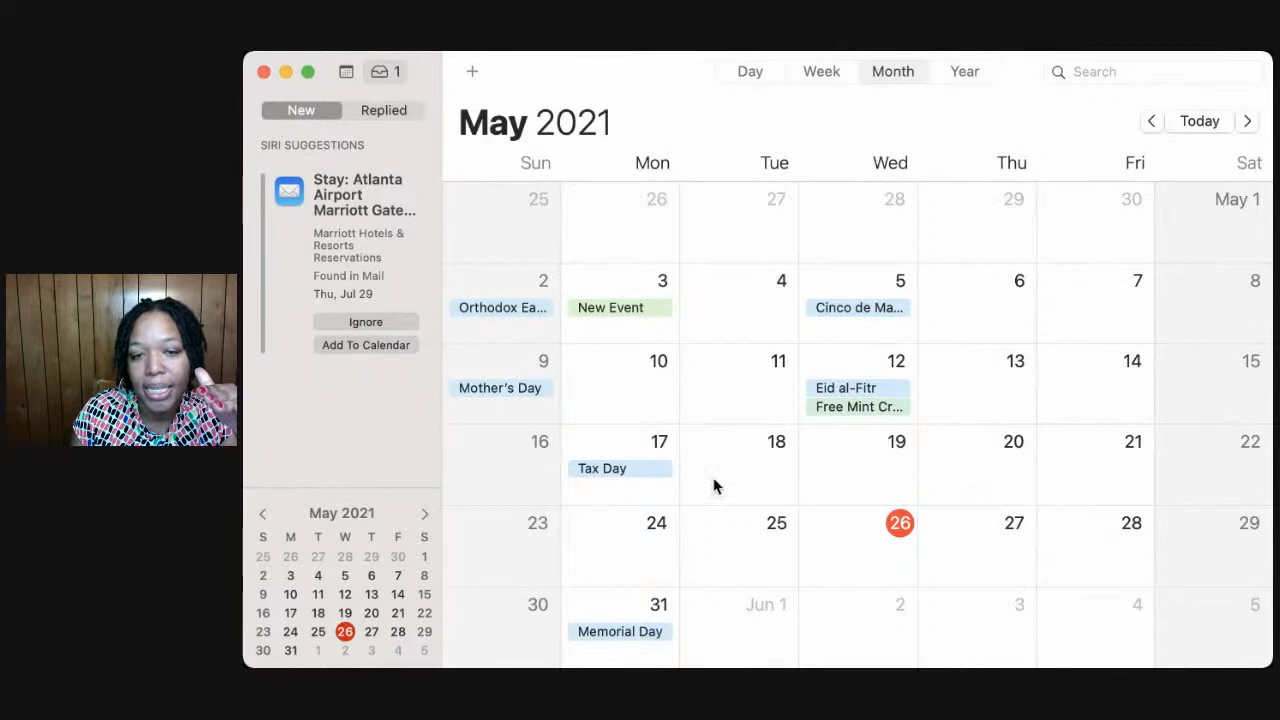 1
Day Week Month Year
Search
New Replied
SIRI SUGGESTIONS
Stay: Atlanta
Airport
Marriott Gate...
Marriott Hotels &
Resorts
Reservations
Found in Mail
Thu, Jul 29
Ignore
Add To Calendar
May 2021
S M T W T F S
25 26 27 28 29 30 1
2 3 4 5 6 7 8
9 10 11 12 13 14 15
16 17 18 19 20 21 22
23 24 25 26 27 28 29
30 31 1 2 3 4 5
May 2021
Today
Sun Mon Tue Wed Thu Fri Sat
25 26 27 28 29 30 May 1
2 3 4 5 6 7 8
Orthodox Ea... New Event Cinco de Ma...
9 10 11 12 13 14 15
Mother's Day Eid al-Fitr
Free Mint Cr...
16 17 18 19 20 21 22
Tax Day
23 24 25 26 27 28 29
30 31 Jun 1 2 3 4 5
Memorial Day